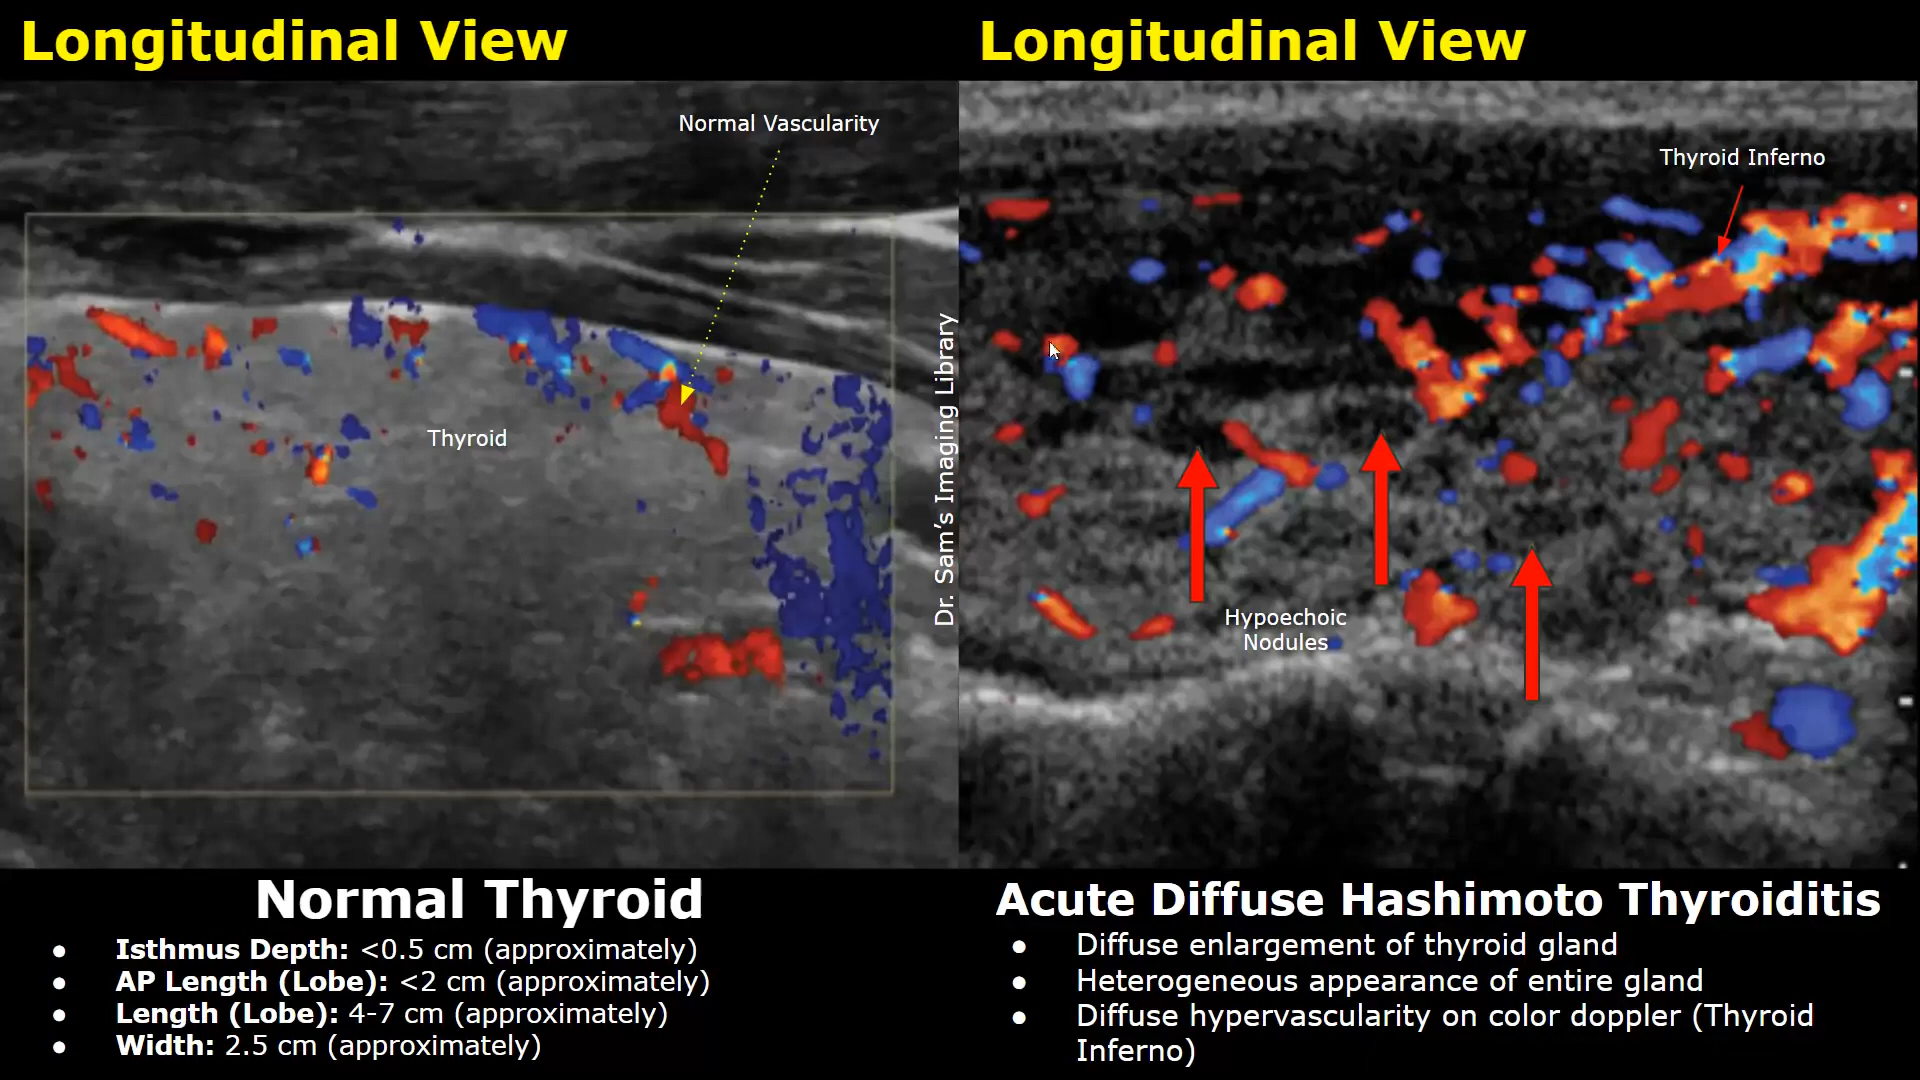 Longitudinal View
Normal Vascularity
Thyroid
Dr. Sam's Imaging Library
Normal Thyroid
● Isthmus Depth: <0.5 cm (approximately)
● AP Length (Lobe): <2 cm (approximately)
● Length (Lobe): 4-7 cm (approximately)
● Width: 2.5 cm (approximately)
Longitudinal View
Thyroid Inferno
Hypoechoic
Nodules
Acute Diffuse Hashimoto Thyroiditis
● Diffuse enlargement of thyroid gland
● Heterogeneous appearance of entire gland
● Diffuse hypervascularity on color doppler (Thyroid
Inferno)